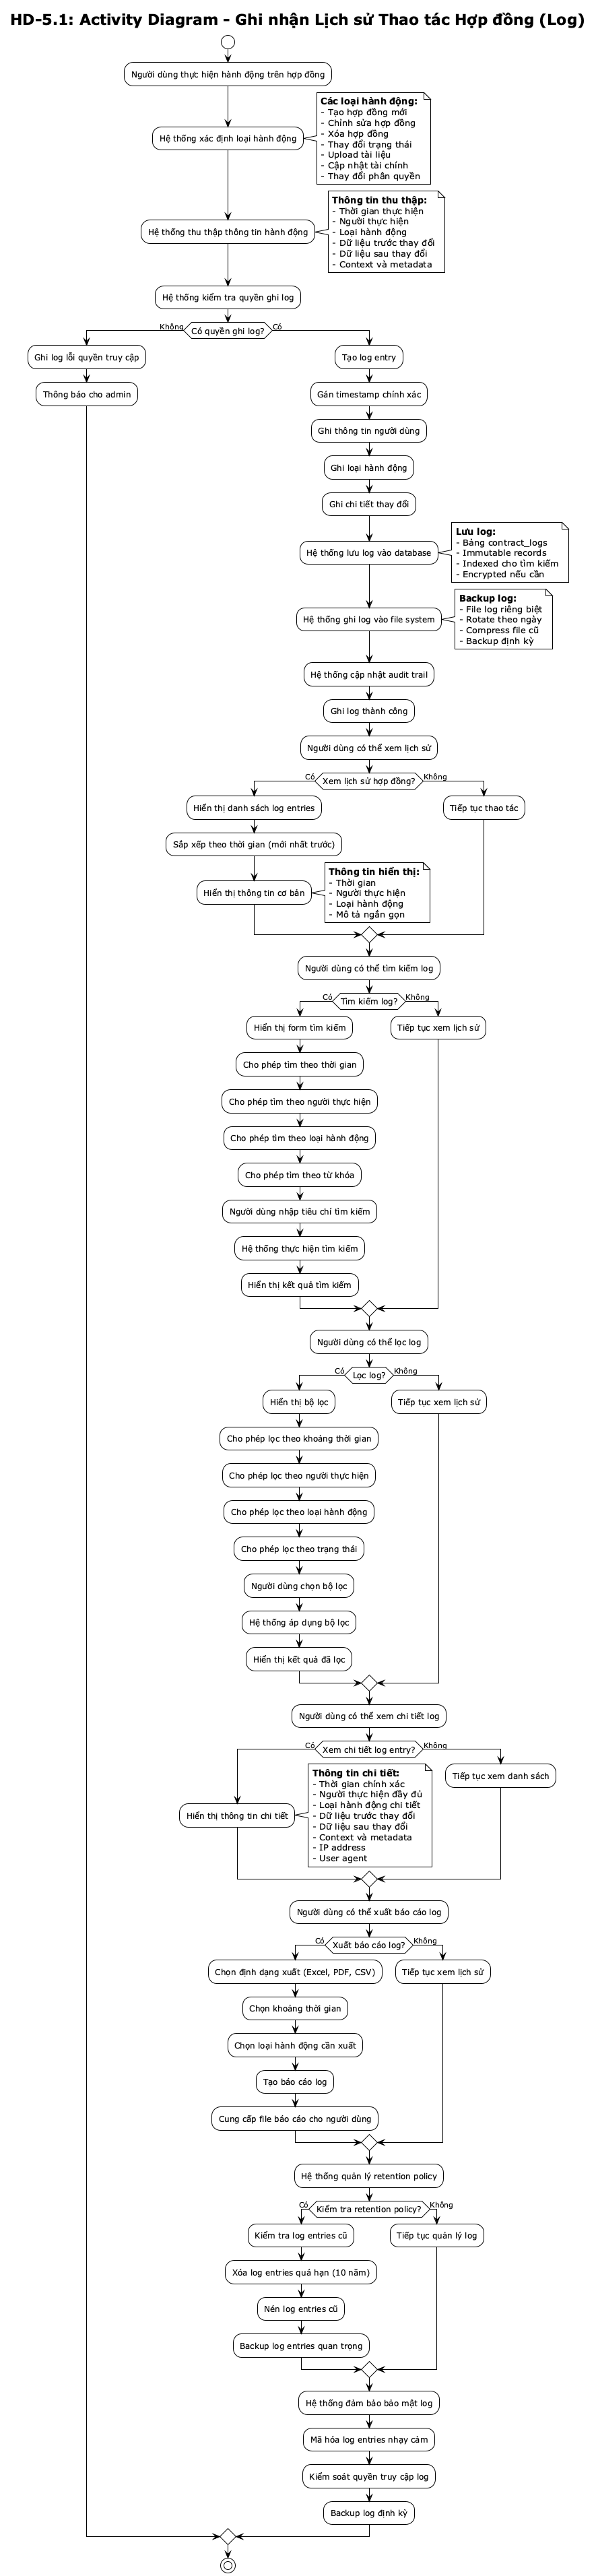 HD-5.1: Activity Diagram - Ghi nhận Lịch sử Thao tác Hợp đồng (Log)
Người dùng thực hiện hành động trên hợp đồng
Hệ thống xác định loại hành động
Các loại hành động:
- Tạo hợp đồng mới
- Chỉnh sửa hợp đồng
- Xóa hợp đồng
- Thay đổi trạng thái
- Upload tài liệu
- Cập nhật tài chính
- Thay đổi phân quyền
Hệ thống thu thập thông tin hành động
Thông tin thu thập:
- Thời gian thực hiện
- Người thực hiện
- Loại hành động
- Dữ liệu trước thay đổi
- Dữ liệu sau thay đổi
- Context và metadata
Hệ thống kiểm tra quyền ghi log
Không
Có quyền ghi log?
Có
Ghi log lỗi quyền truy cập
Thông báo cho admin
Tạo log entry
Gán timestamp chính xác
Ghi thông tin người dùng
Ghi loại hành động
Ghi chi tiết thay đổi
Hệ thống lưu log vào database
Lưu log:
- Bảng contract_logs
- Immutable records
- Indexed cho tìm kiếm
- Encrypted nếu cần
Hệ thống ghi log vào file system
Backup log:
- File log riêng biệt
- Rotate theo ngày
- Compress file cũ
- Backup định kỳ
Hệ thống cập nhật audit trail
Ghi log thành công
Người dùng có thể xem lịch sử
Có
Xem lịch sử hợp đồng?
Không
Hiển thị danh sách log entries
Sắp xếp theo thời gian (mới nhất trước)
Hiển thị thông tin cơ bản
Thông tin hiển thị:
- Thời gian
- Người thực hiện
- Loại hành động
- Mô tả ngắn gọn
Tiếp tục thao tác
Người dùng có thể tìm kiếm log
Có
Tìm kiếm log?
Không
Hiển thị form tìm kiếm
Cho phép tìm theo thời gian
Cho phép tìm theo người thực hiện
Cho phép tìm theo loại hành động
Cho phép tìm theo từ khóa
Người dùng nhập tiêu chí tìm kiếm
Hệ thống thực hiện tìm kiếm
Hiển thị kết quả tìm kiếm
Tiếp tục xem lịch sử
Người dùng có thể lọc log
Có
Lọc log?
Không
Hiển thị bộ lọc
Cho phép lọc theo khoảng thời gian
Cho phép lọc theo người thực hiện
Cho phép lọc theo loại hành động
Cho phép lọc theo trạng thái
Người dùng chọn bộ lọc
Hệ thống áp dụng bộ lọc
Hiển thị kết quả đã lọc
Tiếp tục xem lịch sử
Người dùng có thể xem chi tiết log
Có
Xem chi tiết log entry?
Không
Hiển thị thông tin chi tiết
Thông tin chi tiết:
- Thời gian chính xác
- Người thực hiện đầy đủ
- Loại hành động chi tiết
- Dữ liệu trước thay đổi
- Dữ liệu sau thay đổi
- Context và metadata
- IP address
- User agent
Tiếp tục xem danh sách
Người dùng có thể xuất báo cáo log
Có
Xuất báo cáo log?
Không
Chọn định dạng xuất (Excel, PDF, CSV)
Chọn khoảng thời gian
Chọn loại hành động cần xuất
Tạo báo cáo log
Cung cấp file báo cáo cho người dùng
Tiếp tục xem lịch sử
Hệ thống quản lý retention policy
Có
Kiểm tra retention policy?
Không
Kiểm tra log entries cũ
Xóa log entries quá hạn (10 năm)
Nén log entries cũ
Backup log entries quan trọng
Tiếp tục quản lý log
Hệ thống đảm bảo bảo mật log
Mã hóa log entries nhạy cảm
Kiểm soát quyền truy cập log
Backup log định kỳ